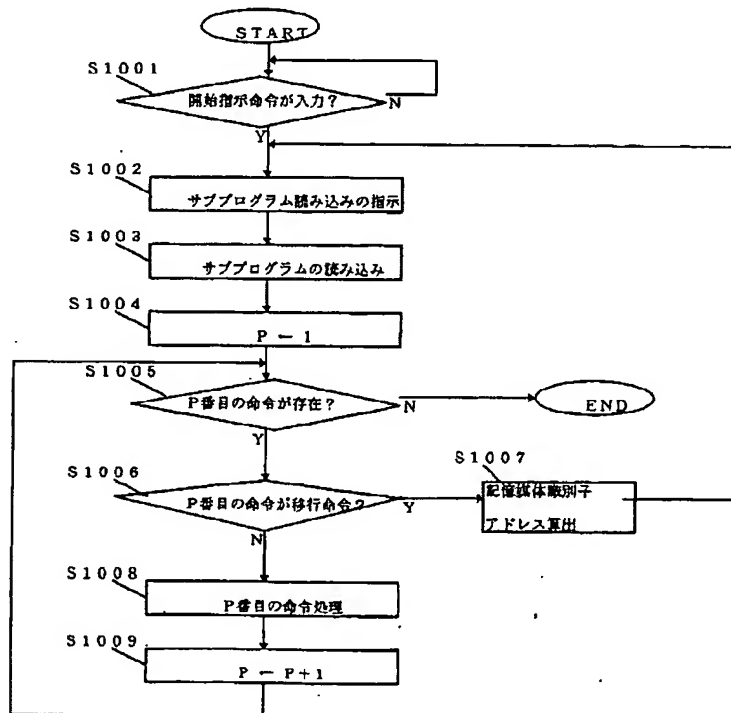 START
S1001
開始指示命令が入力?
N
Y
S1002
サブプログラム読み込みの指示
S1003
サブプログラムの読み込み
S1004
P ← 1
S1005
P番目の命令が存在?
N
END
Y
S1006
P番目の命令が移行命令?
Y
N
S1007
記憶媒体識別子
アドレス算出
S1008
P番目の命令処理
S1009
P ← P+1